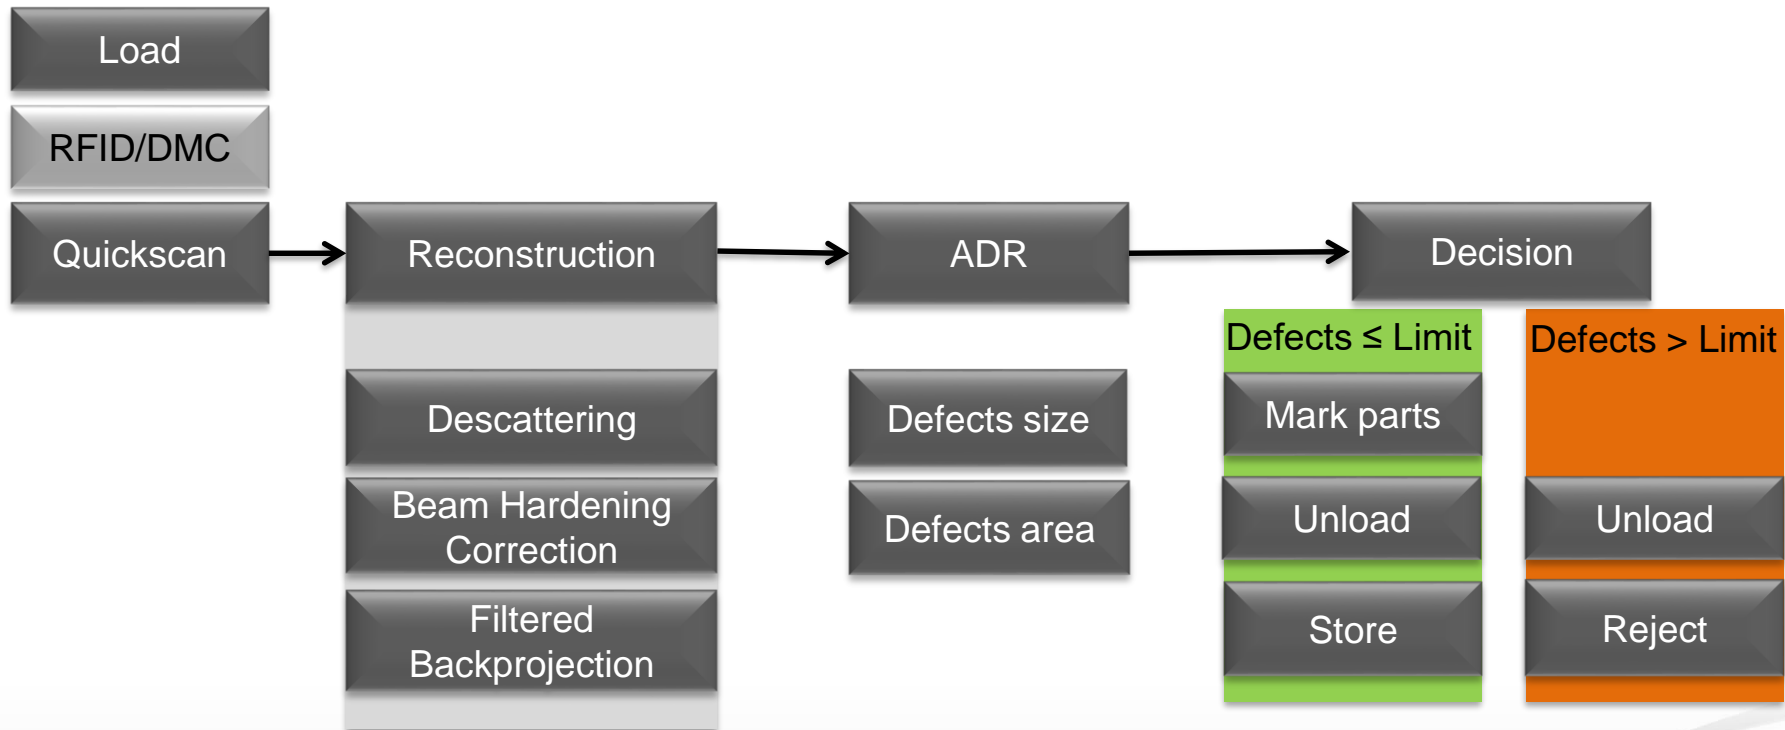 Load
RFID/DMC
Quickscan
Reconstruction
ADR
Decision
Descattering
Beam Hardening
Correction
Filtered
Backprojection
Defects size
Defects area
Defects ≤ Limit
Mark parts
Unload
Store
Defects > Limit
Unload
Reject